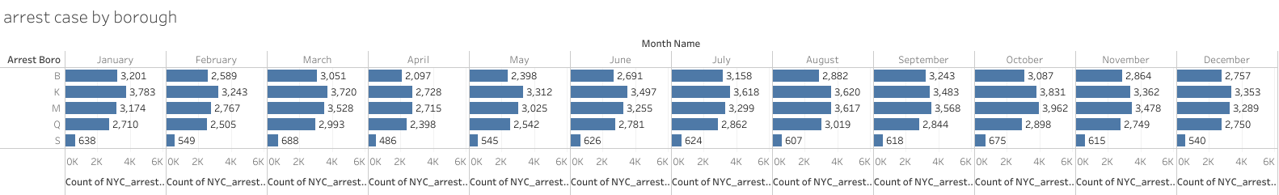 arrest case by borough
Month Name
Arrest Boro January February March April May June July August September October November December
B 3,201 2,589 3,051 2,097 2,398 2,691 3,158 2,882 3,243 3,087 2,864 2,757
K 3,783 3,243 3,720 2,728 3,312 3,497 3,618 3,620 3,483 3,831 3,362 3,353
M 3,174 2,767 3,528 2,715 3,025 3,255 3,299 3,617 3,568 3,962 3,478 3,289
Q 2,710 2,505 2,993 2,398 2,542 2,781 2,862 3,019 2,844 2,898 2,749 2,750
S 638 549 688 486 545 626 624 607 618 675 615 540
0K 2K 4K 6K 0K 2K 4K 6K 0K 2K 4K 6K 0K 2K 4K 6K 0K 2K 4K 6K 0K 2K 4K 6K 0K 2K 4K 6K 0K 2K 4K 6K 0K 2K 4K 6K 0K 2K 4K 6K 0K 2K 4K 6K 0K 2K 4K 6K
Count of NYC_arrest.. Count of NYC_arrest.. Count of NYC_arrest.. Count of NYC_arrest.. Count of NYC_arrest.. Count of NYC_arrest.. Count of NYC_arrest.. Count of NYC_arrest.. Count of NYC_arrest.. Count of NYC_arrest.. Count of NYC_arrest.. Count of NYC_arrest..